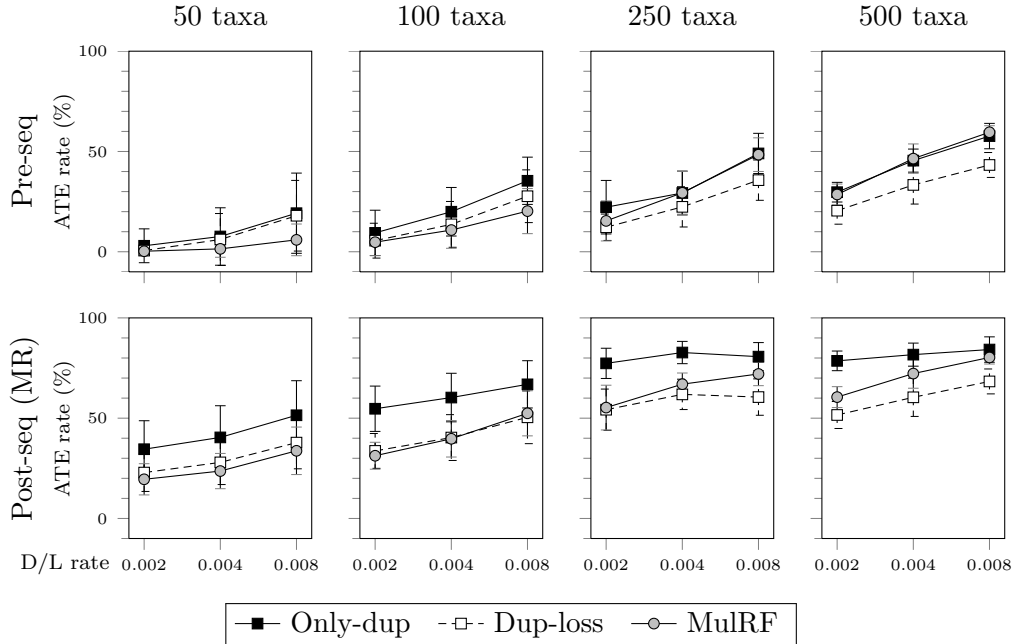 50 taxa 100 taxa 250 taxa 500 taxa
Pre-seq
ATE rate (%)
100
50
0
Post-seq (MR)
ATE rate (%)
100
50
0
D/L rate 0.002 0.004 0.008 0.002 0.004 0.008 0.002 0.004 0.008 0.002 0.004 0.008
Only-dup Dup-loss MulRF